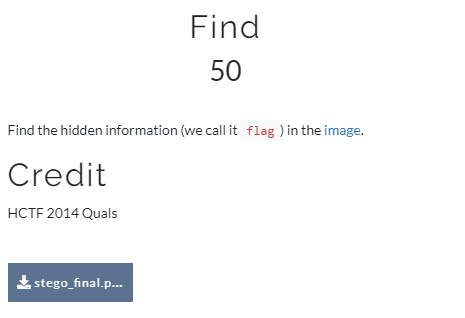 Find
50
Find the hidden information (we call it flag ) in the image.
Credit
HCTF 2014 Quals
stego_final.p...